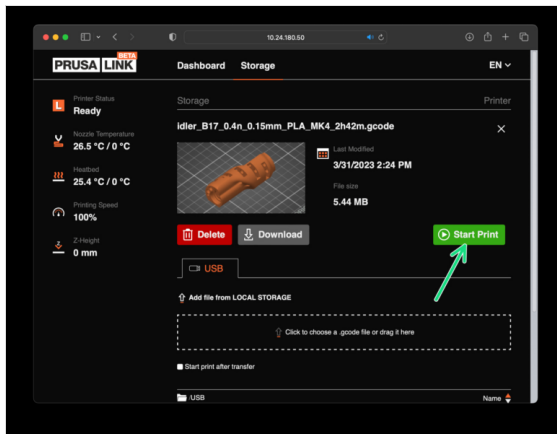 10.24.180.50
PRUSA LINK BETA
Dashboard Storage
EN
Printer Status
Ready
Nozzle Temperature
26.5 °C / 0 °C
Heatbed
25.4 °C / 0 °C
Printing Speed
100%
Z-Height
0 mm
Storage
Printer
idler_B17_0.4n_0.15mm_PLA_MK4_2h42m.gcode
Last Modified
3/31/2023 2:24 PM
File size
5.44 MB
Delete
Download
Start Print
USB
Add file from LOCAL STORAGE
Click to choose a .gcode file or drag it here
Start print after transfer
/USB
Name